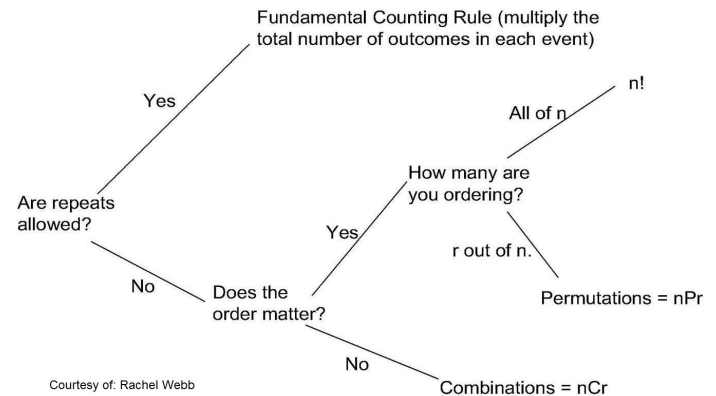 Fundamental Counting Rule (multiply the
total number of outcomes in each event)
n!
Yes
All of n
How many are
you ordering?
Are repeats
allowed?
Yes
r out of n.
No
Does the
order matter?
Permutations = nPr
No
Courtesy of: Rachel Webb
Combinations = nCr